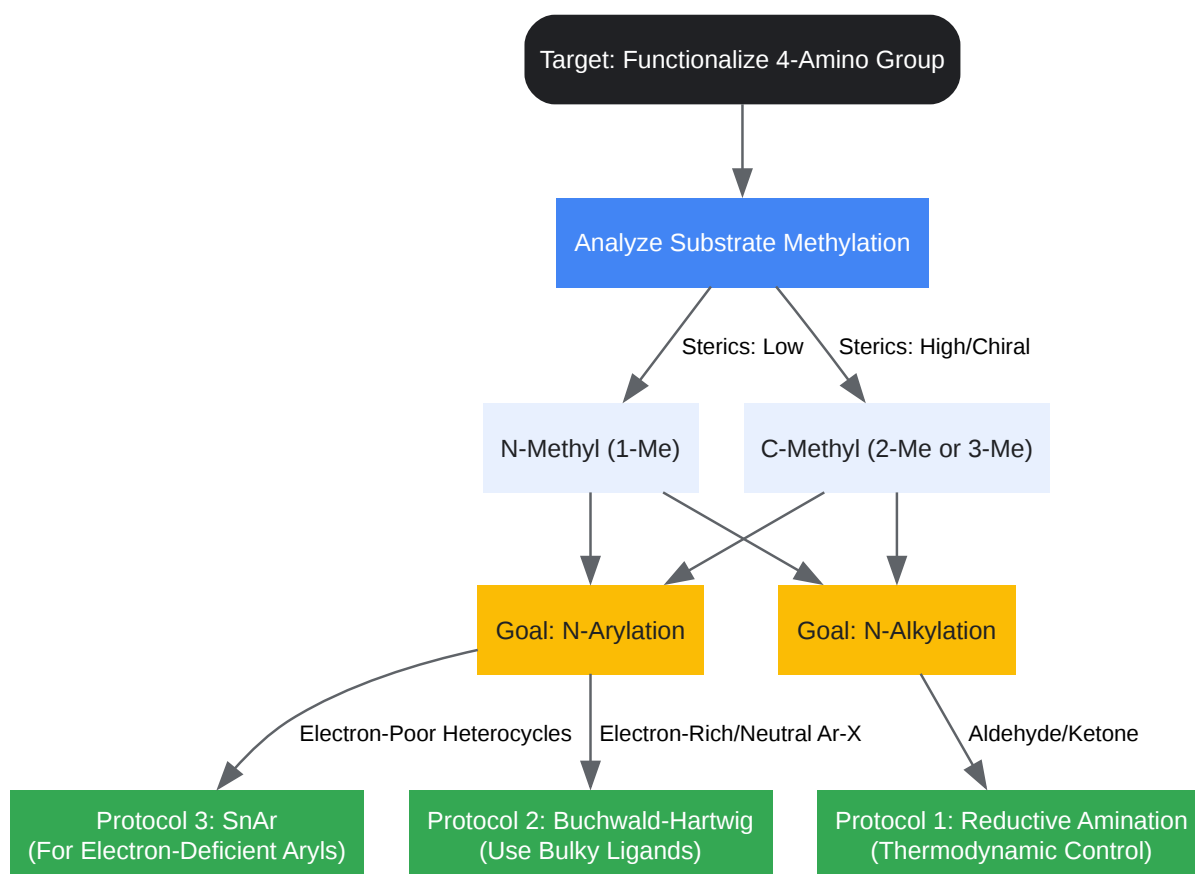 Target: Functionalize 4-Amino Group
Analyze Substrate Methylation
Sterics: Low
Sterics: High/Chiral
N-Methyl (1-Me)
C-Methyl (2-Me or 3-Me)
Goal: N-Arylation
Goal: N-Alkylation
Electron-Poor Heterocycles
Electron-Rich/Neutral Ar-X
Aldehyde/Ketone
Protocol 3: SnAr
(For Electron-Deficient Aryls)
Protocol 2: Buchwald-Hartwig
(Use Bulky Ligands)
Protocol 1: Reductive Amination
(Thermodynamic Control)